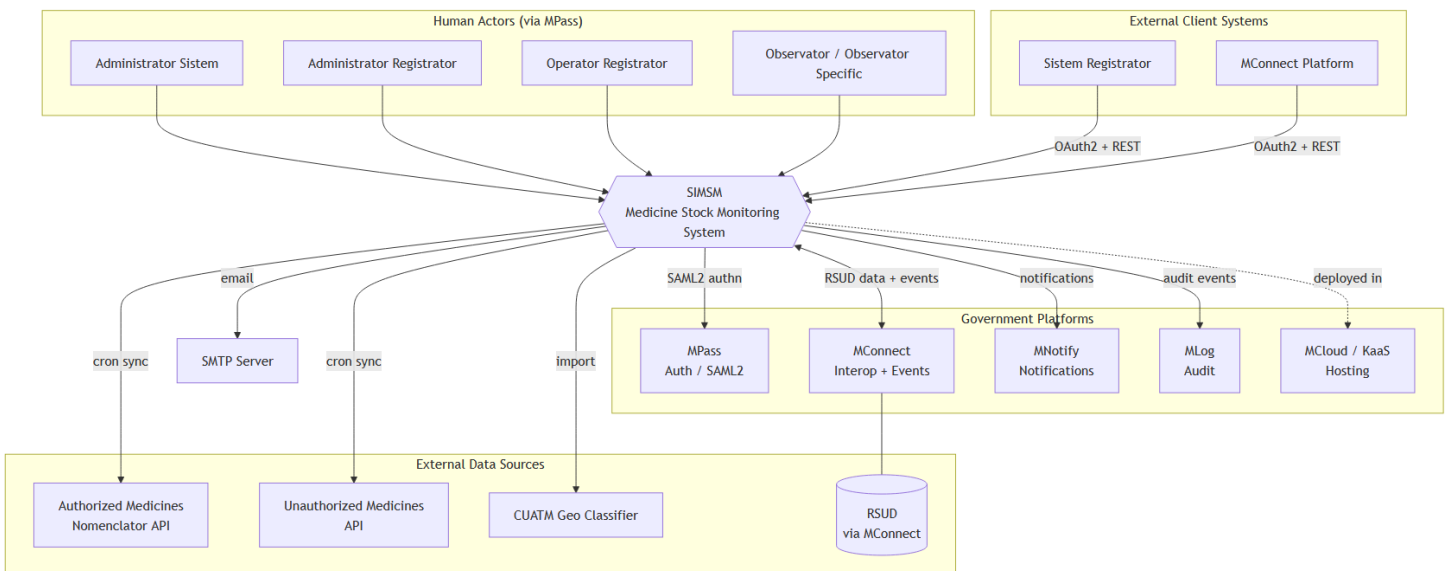 Human Actors (via MPass)
Administrator Sistem
Administrator Registrator
Operator Registrator
Observator / Observator
Specific
External Client Systems
Sistem Registrator
MConnect Platform
OAuth2 + REST
OAuth2 + REST
SIMSM
Medicine Stock Monitoring
System
email
SAML2 authn
RSUD data + events
notifications
audit events
deployed in
cron sync
SMTP Server
cron sync
import
Government Platforms
MPass
Auth / SAML2
MConnect
Interop + Events
MNotify
Notifications
MLog
Audit
MCloud / KaaS
Hosting
External Data Sources
Authorized Medicines
Nomenclator API
Unauthorized Medicines
API
CUATM Geo Classifier
RSUD
via MConnect